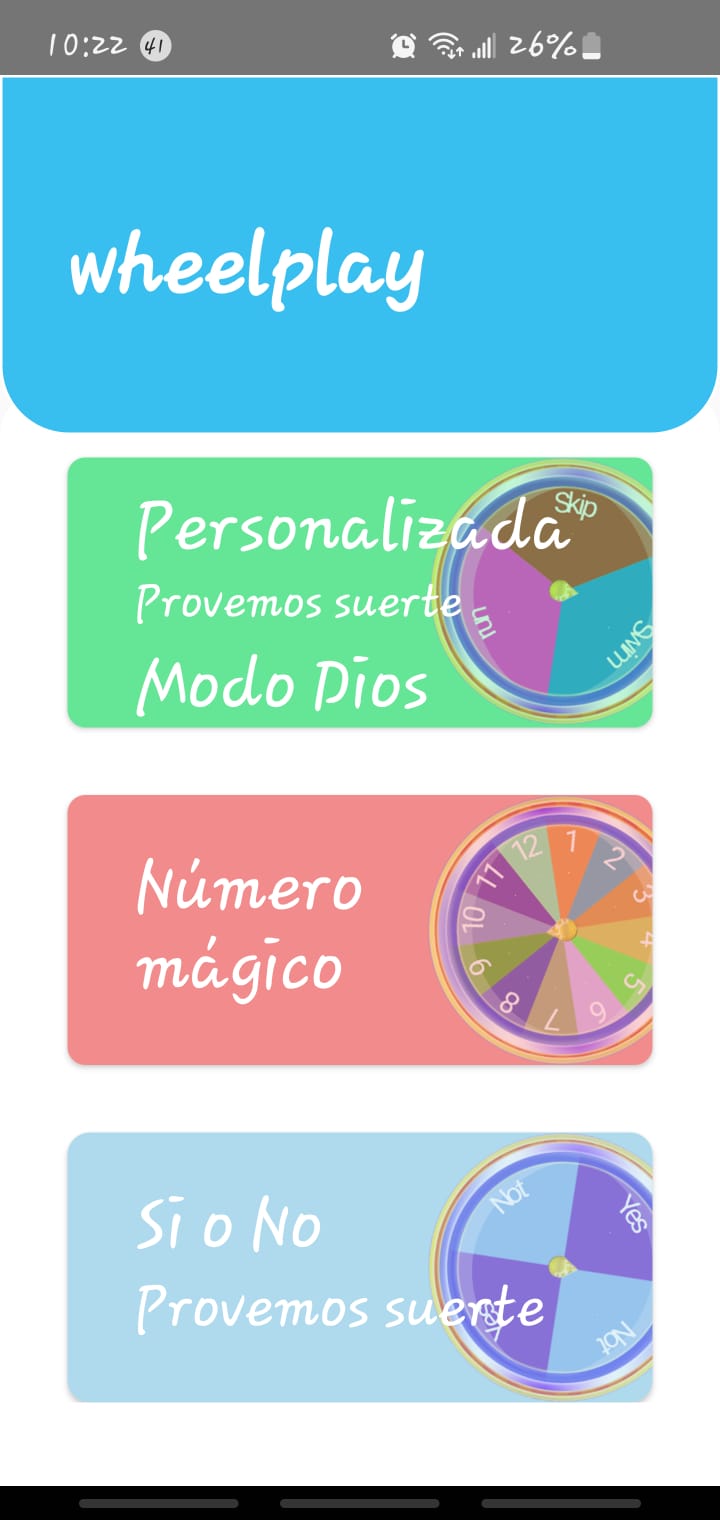 10:22 41 26%
wheelplay
Personalizada
Provemos suerte
Modo Dios
Skip
run
Swim
Número
mágico
1
2
3
4
5
6
7
8
9
10
11
12
Si o No
Provemos suerte
Not
Yes
Yes
Not